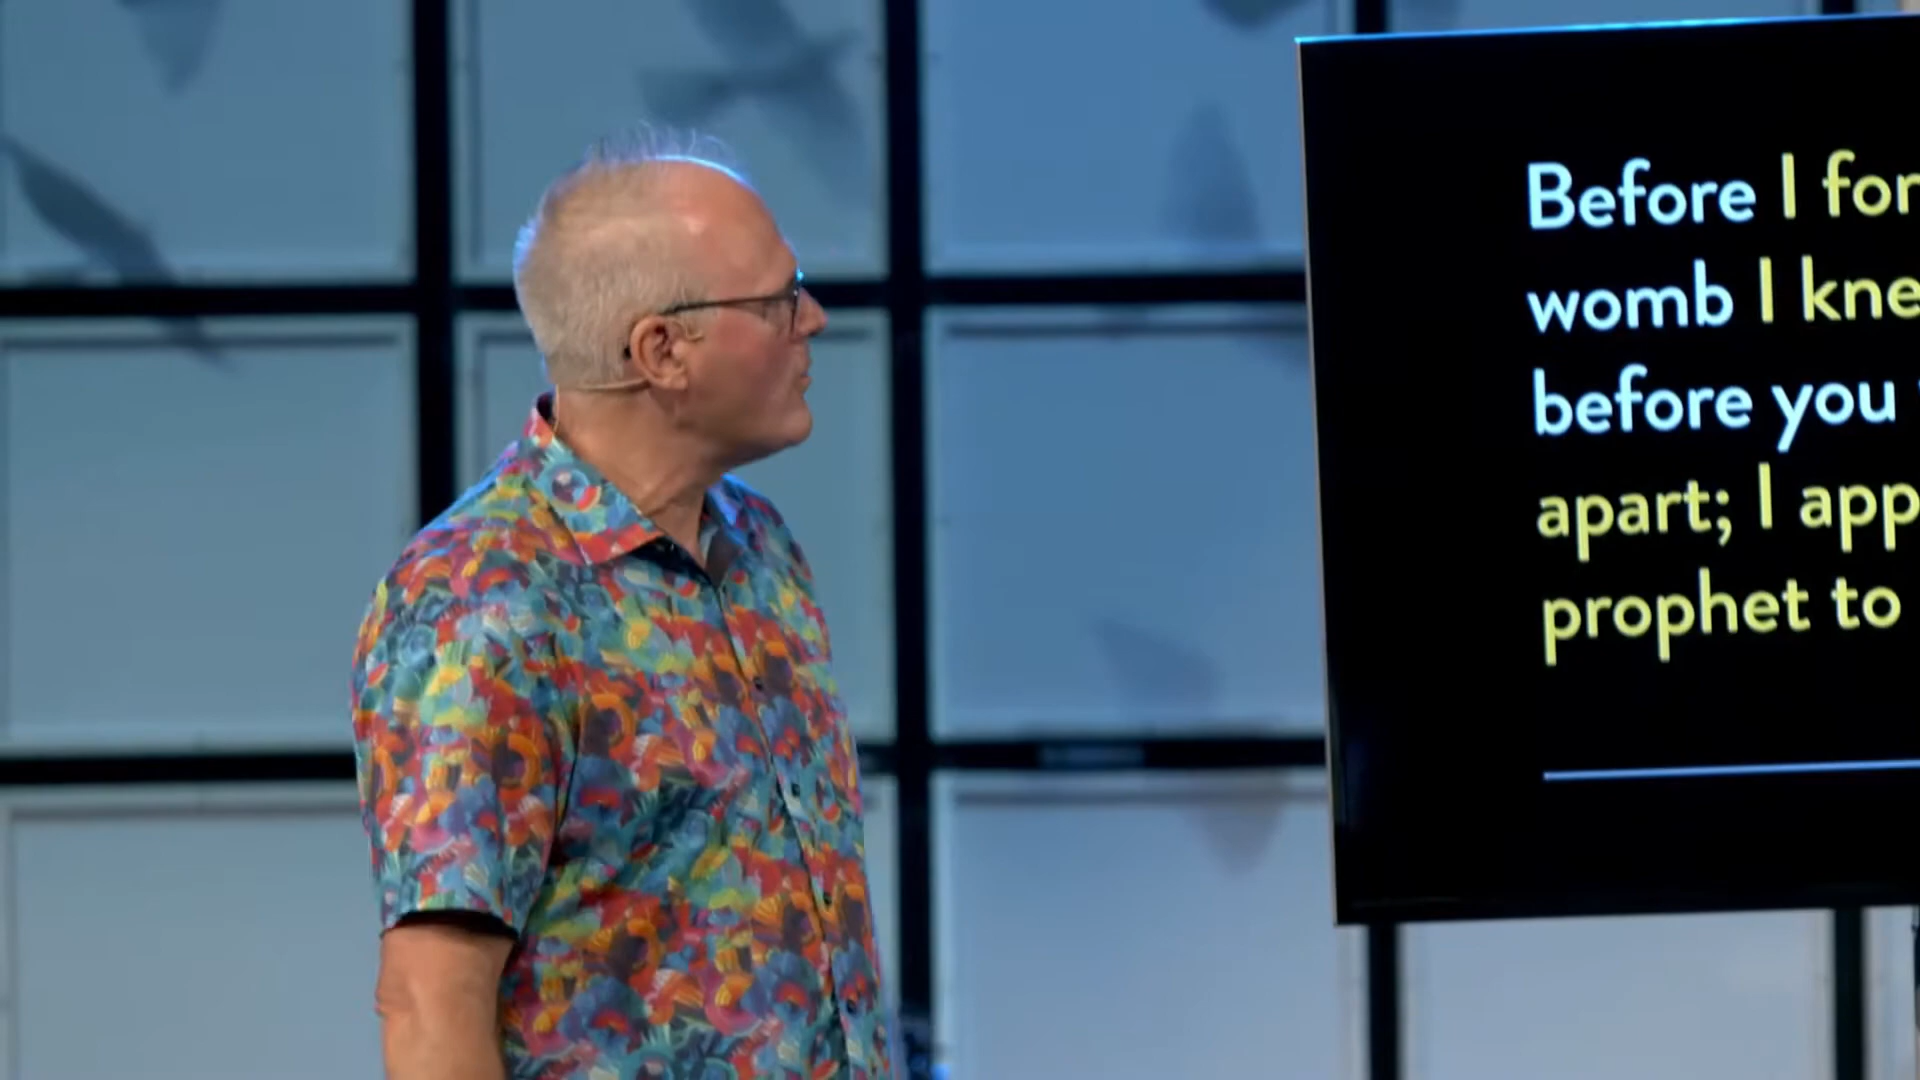 Before I for
womb I kne
before you
apart; I app
prophet to